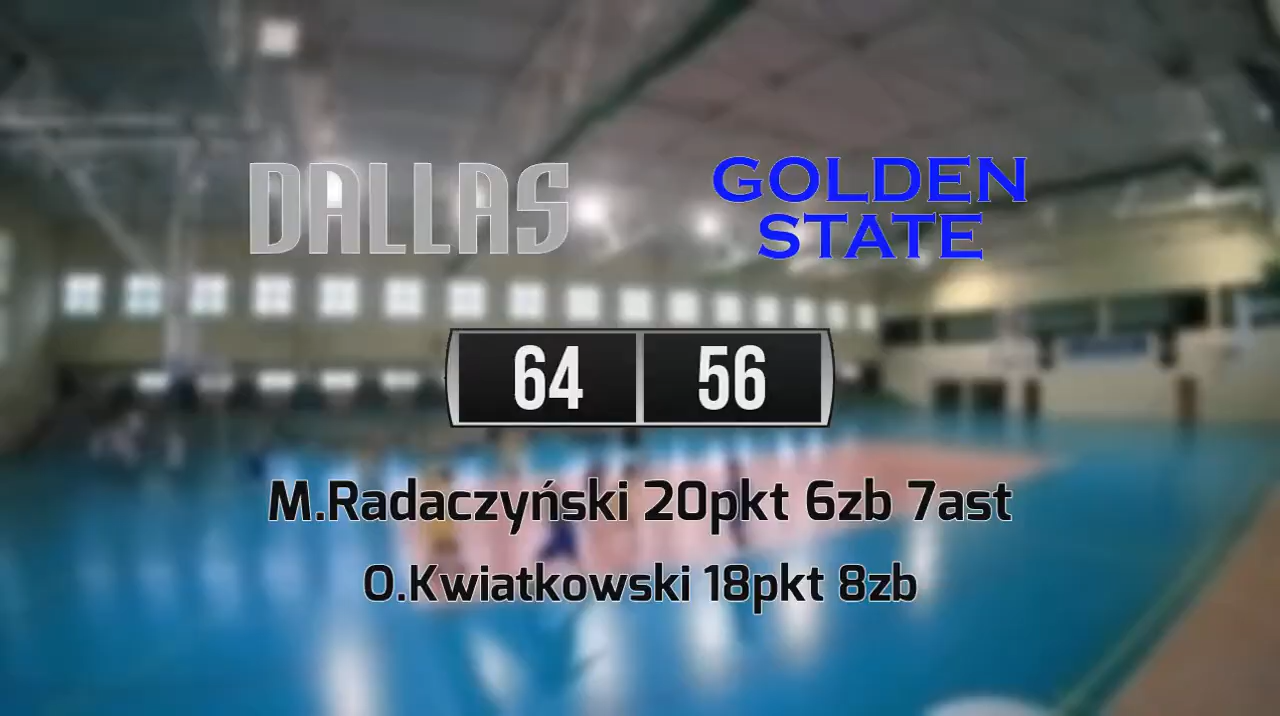 DALLAS
GOLDEN
STATE
64 56
M.Radaczyński 20pkt 6zb 7ast
O.Kwiatkowski 18pkt 8zb